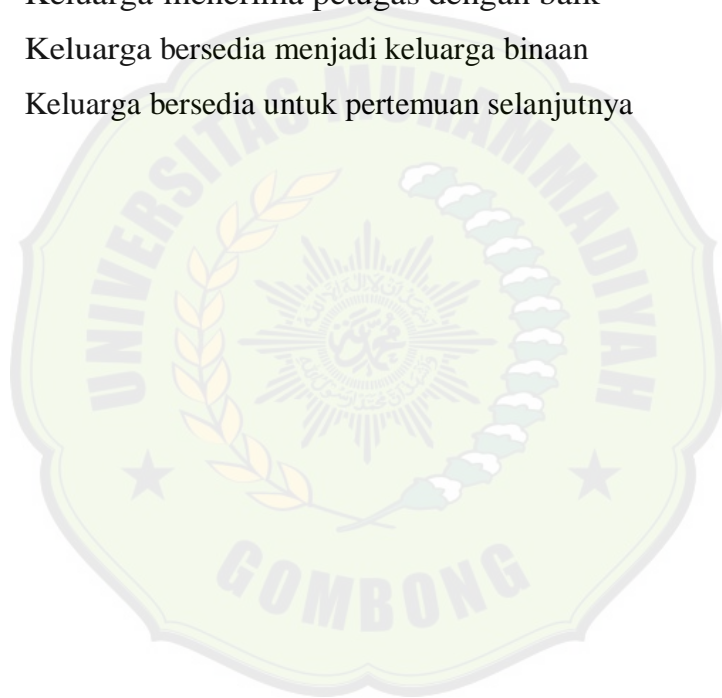 Keluarga menerima petugas dengan baik
Keluarga bersedia menjadi keluarga binaan
Keluarga bersedia untuk pertemuan selanjutnya
UNIVERSITAS MUHAMMADIYAH
GOMBONG